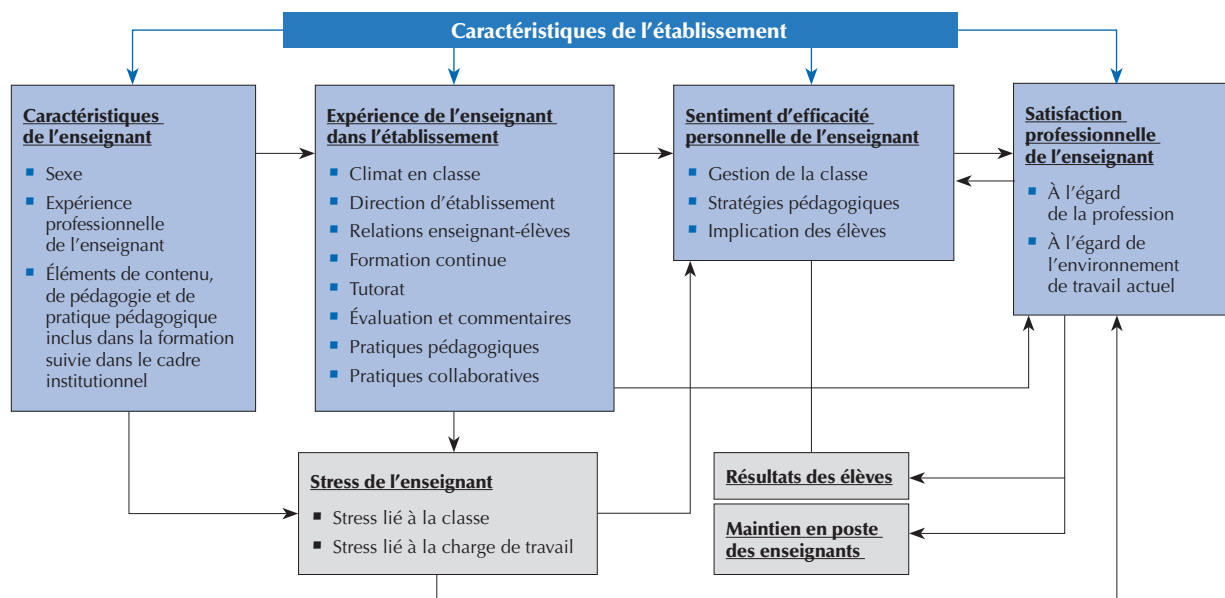 Caractéristiques de l'établissement
Caractéristiques
de l'enseignant
Sexe
Expérience
professionnelle
de l'enseignant
Éléments de contenu,
de pédagogie et de
pratique pédagogique
inclus dans la formation
suivie dans le cadre
institutionnel
Expérience de l'enseignant
dans l'établissement
Climat en classe
Direction d'établissement
Relations enseignant-élèves
Formation continue
Tutorat
Évaluation et commentaires
Pratiques pédagogiques
Pratiques collaboratives
Sentiment d'efficacité
personnelle de l'enseignant
Gestion de la classe
Stratégies pédagogiques
Implication des élèves
Satisfaction
professionnelle
de l'enseignant
À l'égard
de la profession
À l'égard de
l'environnement
de travail actuel
Stress de l'enseignant
Stress lié à la classe
Stress lié à la charge de travail
Résultats des élèves
Maintien en poste
des enseignants